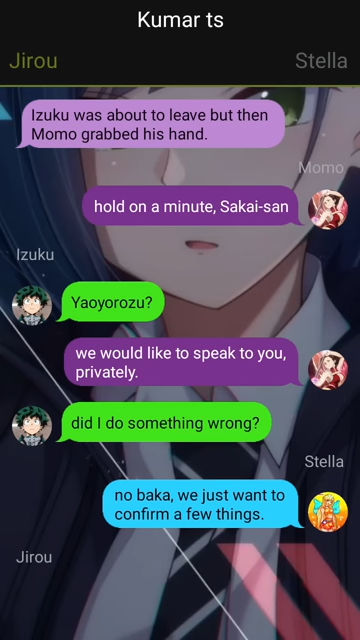 Kumar ts
Jirou
Stella
Izuku was about to leave but then
Momo grabbed his hand.
Momo
hold on a minute, Sakai-san
Izuku
Yaoyorozu?
we would like to speak to you,
privately.
did I do something wrong?
Stella
no baka, we just want to
confirm a few things.
Jirou